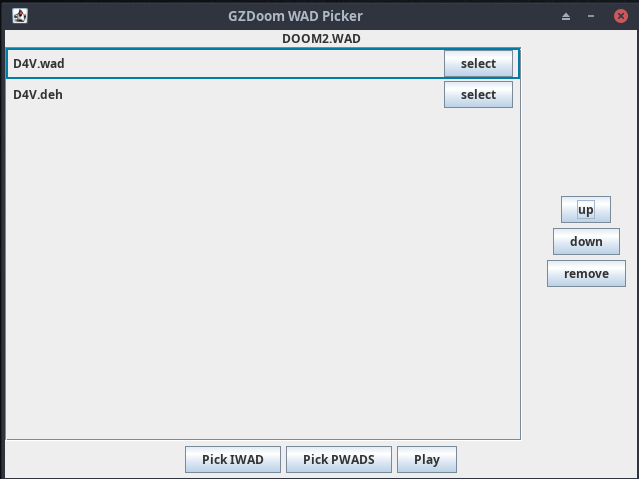 GZDoom WAD Picker
DOOM2.WAD
D4V.wad select
D4V.deh select
up
down
remove
Pick IWAD Pick PWADS Play